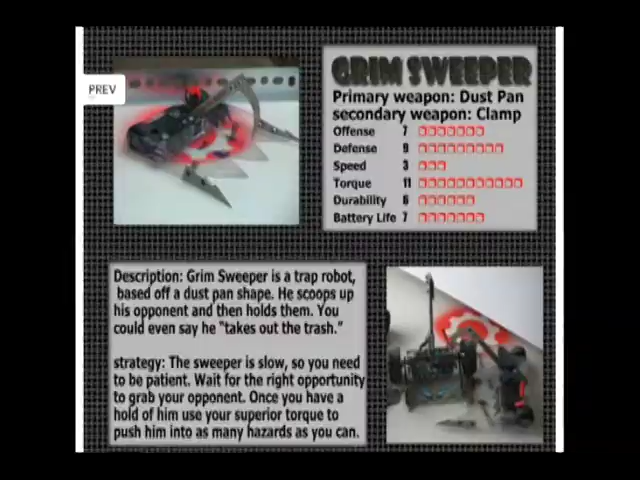 PREV
GRIM SWEEPER
Primary weapon: Dust Pan
secondary weapon: Clamp
Offense 7
Defense 9
Speed 3
Torque 11
Durability 6
Battery Life 7
Description: Grim Sweeper is a trap robot,
based off a dust pan shape. He scoops up
his opponent and then holds them. You
could even say he “takes out the trash.”
strategy: The sweeper is slow, so you need
to be patient. Wait for the right opportunity
to grab your opponent. Once you have a
hold of him use your superior torque to
push him into as many hazards as you can.